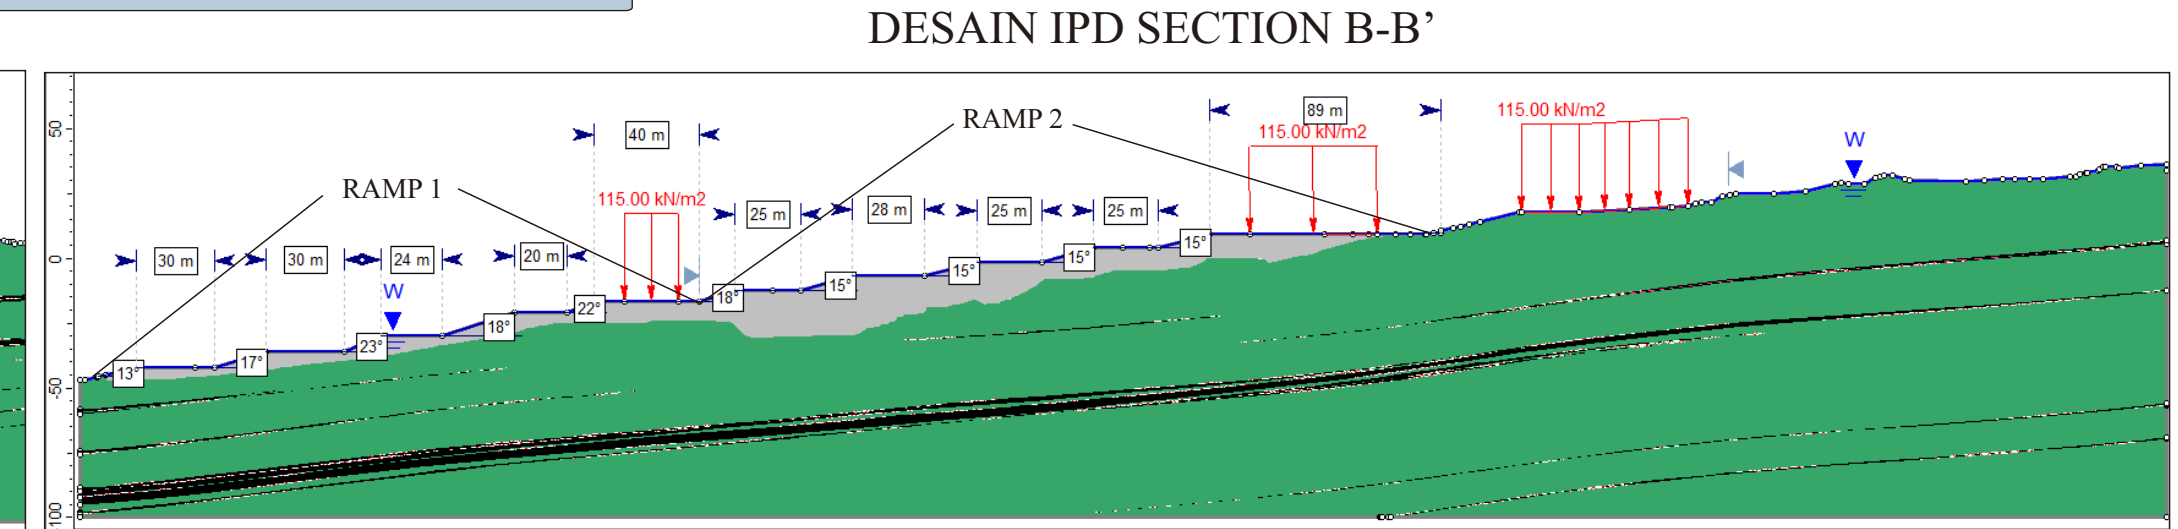 DESAIN IPD SECTION B-B’
89 m
115.00 kN/m2
RAMP 2
115.00 kN/m2
50
40 m
W
RAMP 1
115.00 kN/m2
25 m
28 m
25 m
25 m
0
30 m
30 m
24 m
20 m
15°
15°
15°
15°
W
18°
22°
18°
23°
17°
13°
-50
-100